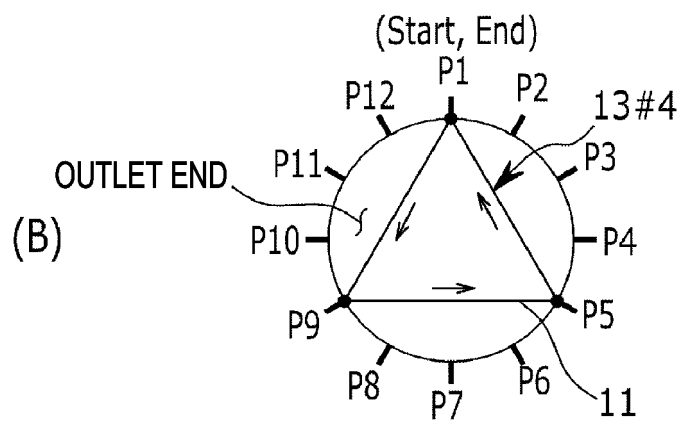 (Start, End)
P1
P12
P2
13#4
P11
P3
OUTLET END
(B)
P10
P4
P9
P5
P8
P6
P7
11